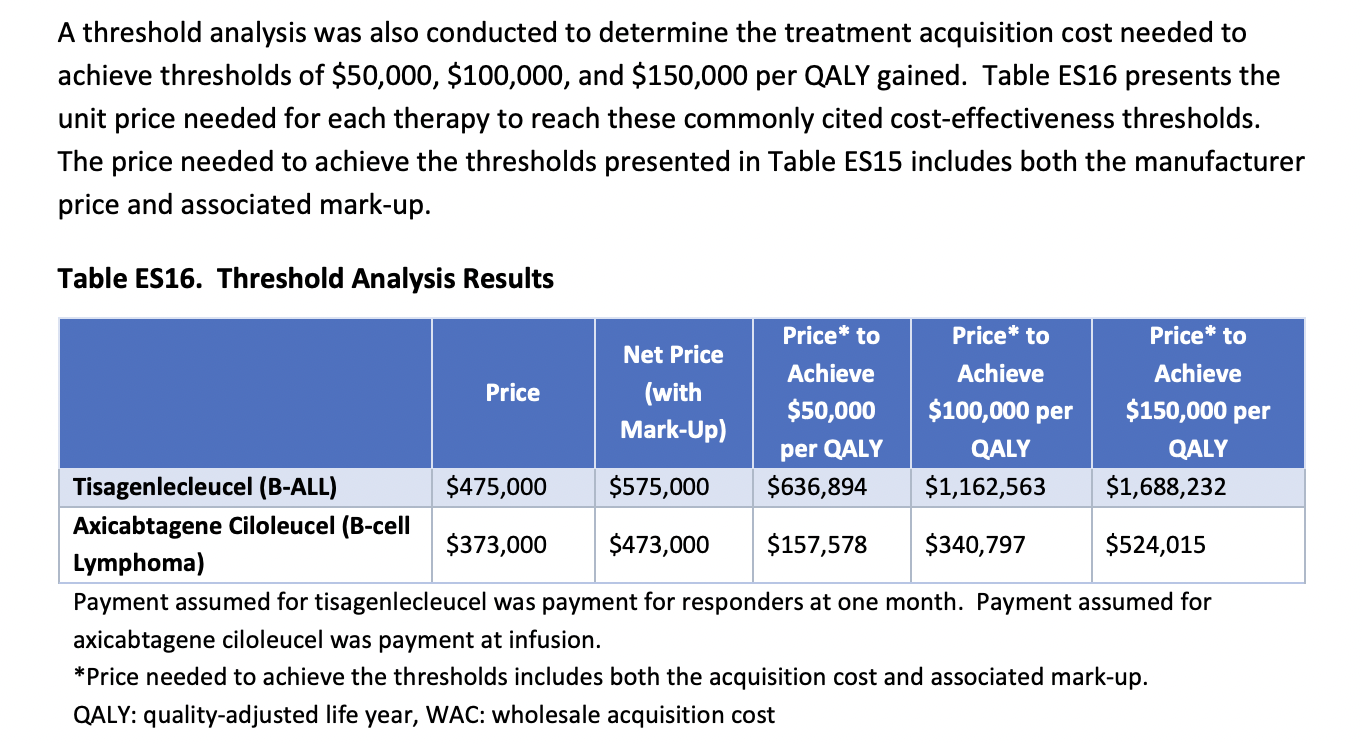 A threshold analysis was also conducted to determine the treatment acquisition cost needed to
achieve thresholds of $50,000, $100,000, and $150,000 per QALY gained.  Table ES16 presents the
unit price needed for each therapy to reach these commonly cited cost-effectiveness thresholds.
The price needed to achieve the thresholds presented in Table ES15 includes both the manufacturer
price and associated mark-up.
Table ES16.  Threshold Analysis Results
Price
Net Price
(with
Mark-Up)
Price* to
Achieve
$50,000
per QALY
Price* to
Achieve
$100,000 per
QALY
Price* to
Achieve
$150,000 per
QALY
Tisagenlecleucel (B-ALL) $475,000 $575,000 $636,894 $1,162,563 $1,688,232
Axicabtagene Ciloleucel (B-cell
Lymphoma) $373,000 $473,000 $157,578 $340,797 $524,015
Payment assumed for tisagenlecleucel was payment for responders at one month.  Payment assumed for
axicabtagene ciloleucel was payment at infusion.
*Price needed to achieve the thresholds includes both the acquisition cost and associated mark-up.
QALY: quality-adjusted life year, WAC: wholesale acquisition cost